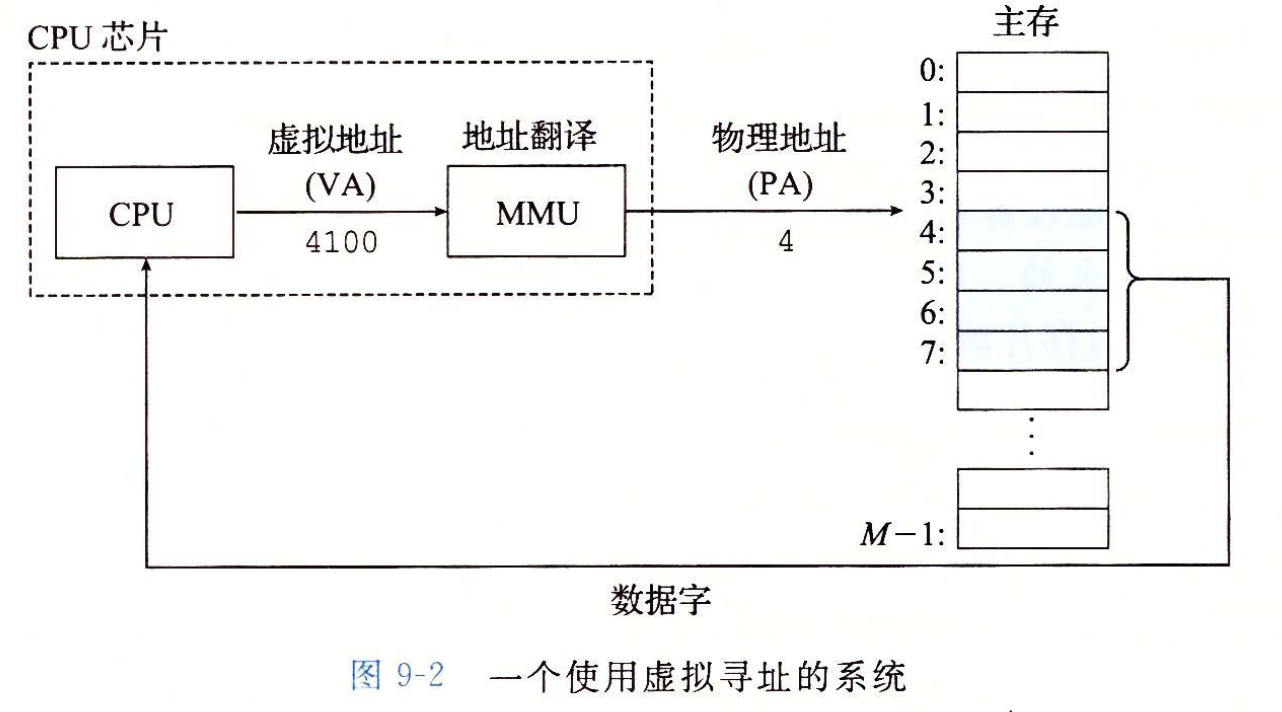 主存
CPU 芯片
0:
1:
虚拟地址
地址翻译
物理地址
2:
(VA)
(PA)
3:
CPU
MMU
4:
4100
4
5:
6:
7:
M−1:
数据字
图 9-2 一个使用虚拟寻址的系统